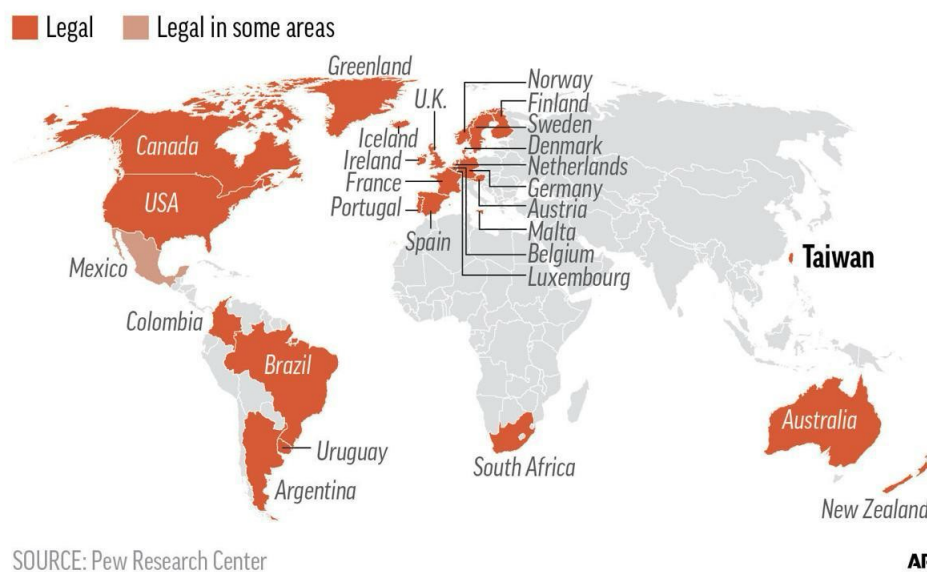 Legal
Legal in some areas
Greenland
Norway
U.K.
Finland
Canada
Iceland
Sweden
Ireland
Denmark
USA
France
Netherlands
Portugal
Germany
Spain
Austria
Malta
Belgium
Luxembourg
Mexico
Taiwan
Colombia
Brazil
Uruguay
Argentina
South Africa
Australia
New Zealand
SOURCE: Pew Research Center
AP